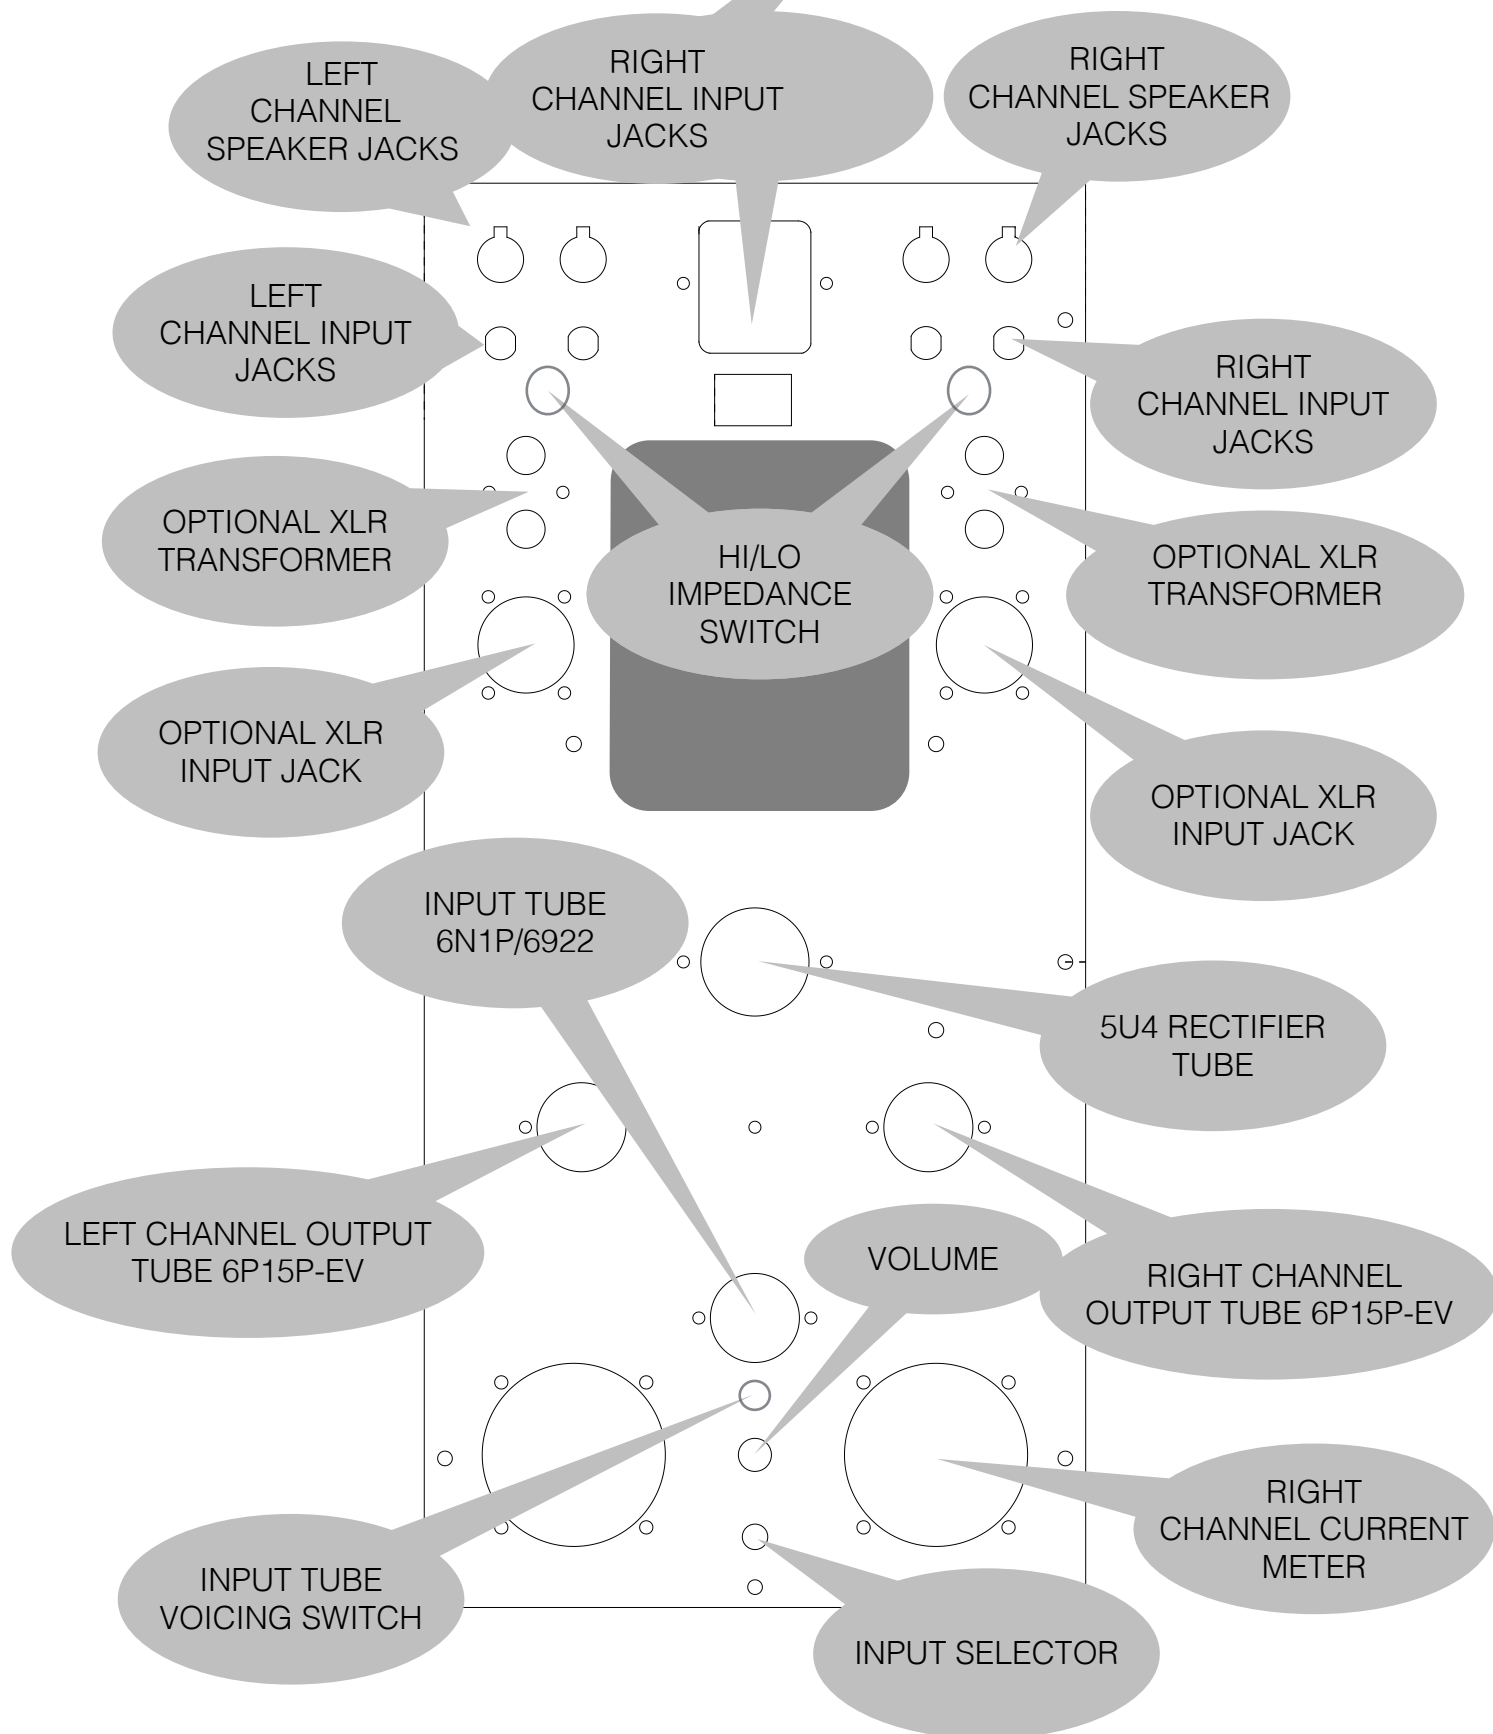 LEFT
CHANNEL
SPEAKER JACKS
RIGHT
CHANNEL INPUT
JACKS
RIGHT
CHANNEL SPEAKER
JACKS
LEFT
CHANNEL INPUT
JACKS
RIGHT
CHANNEL INPUT
JACKS
OPTIONAL XLR
TRANSFORMER
HI/LO
IMPEDANCE
SWITCH
OPTIONAL XLR
TRANSFORMER
OPTIONAL XLR
INPUT JACK
OPTIONAL XLR
INPUT JACK
INPUT TUBE
6N1P/6922
5U4 RECTIFIER
TUBE
LEFT CHANNEL OUTPUT
TUBE 6P15P-EV
VOLUME
RIGHT CHANNEL
OUTPUT TUBE 6P15P-EV
RIGHT
CHANNEL CURRENT
METER
INPUT TUBE
VOICING SWITCH
INPUT SELECTOR